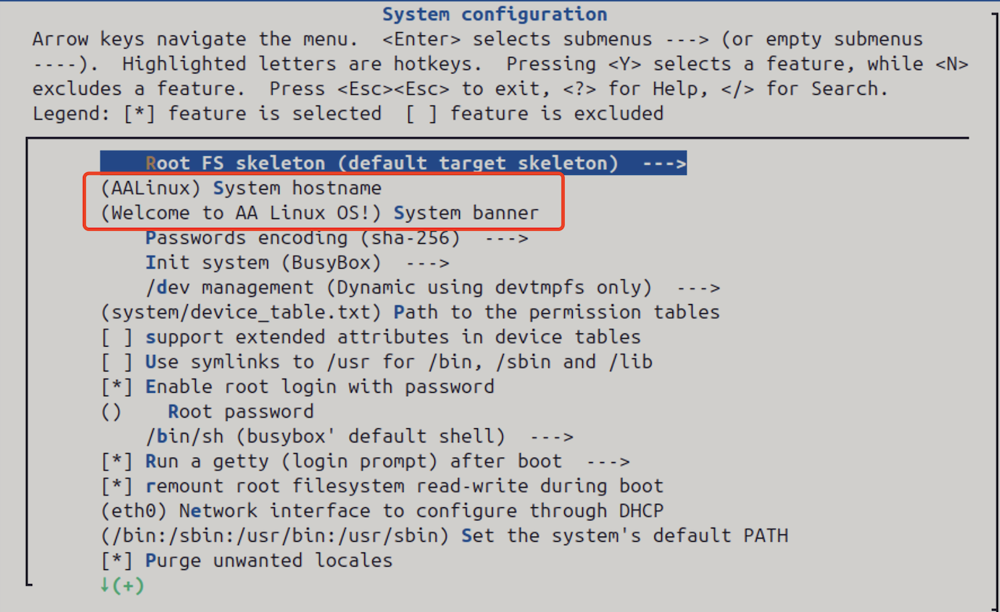 System configuration
Arrow keys navigate the menu.  <Enter> selects submenus ---> (or empty submenus
----).  Highlighted letters are hotkeys.  Pressing <Y> selects a feature, while <N>
excludes a feature.  Press <Esc><Esc> to exit, <?> for Help, </> for Search.
Legend: [*] feature is selected  [ ] feature is excluded
Root FS skeleton (default target skeleton)  --->
(AALinux) System hostname
(Welcome to AA Linux OS!) System banner
Passwords encoding (sha-256)  --->
Init system (BusyBox)  --->
/dev management (Dynamic using devtmpfs only)  --->
(system/device_table.txt) Path to the permission tables
[ ] support extended attributes in device tables
[ ] Use symlinks to /usr for /bin, /sbin and /lib
[*] Enable root login with password
()    Root password
/bin/sh (busybox' default shell)  --->
[*] Run a getty (login prompt) after boot  --->
[*] remount root filesystem read-write during boot
(eth0) Network interface to configure through DHCP
(/bin:/sbin:/usr/bin:/usr/sbin) Set the system's default PATH
[*] Purge unwanted locales
↓(+)